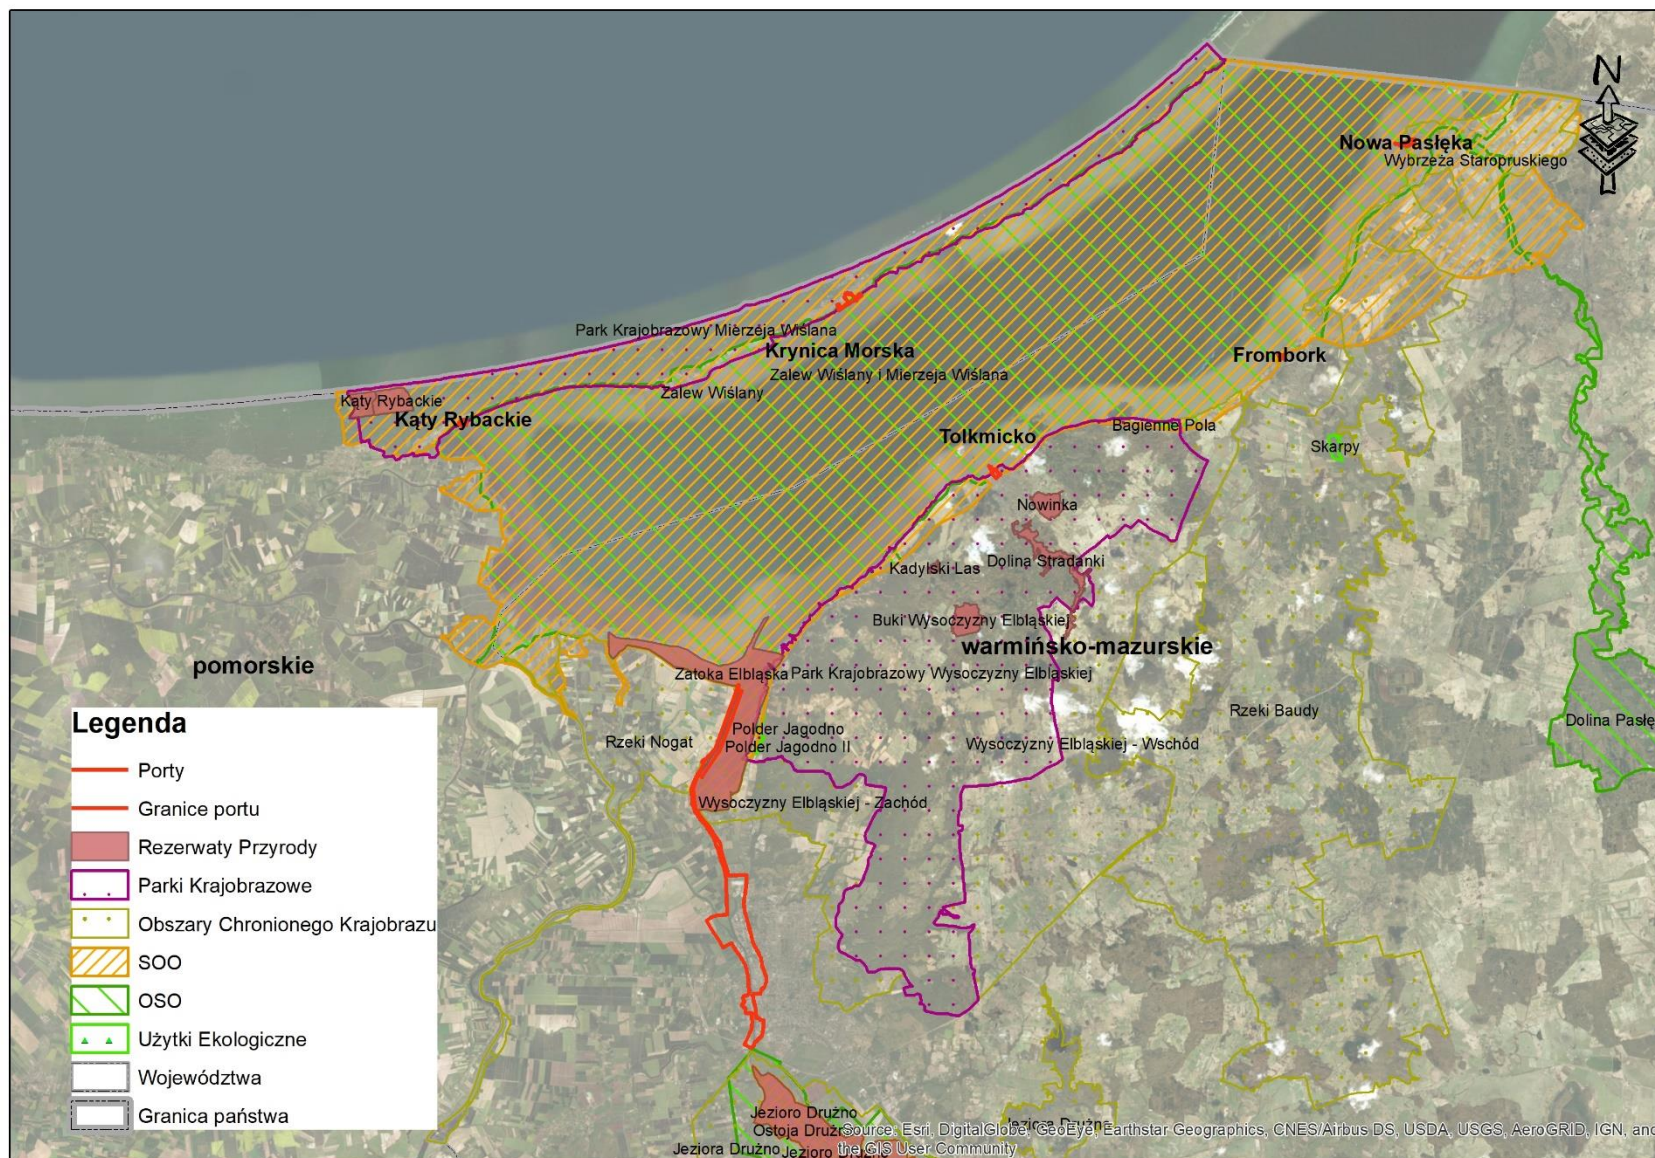 N
Nowa Pasłęka
Wybrzeża Staropruskiego
Park Krajobrazowy Mierzeja Wiślana
Krynica Morska
Frombork
Zalew Wiślany i Mierzeja Wiślana
Zalew Wiślany
Kąty Rybackie
Kąty Rybackie
Bagienne Pola
Tolkmicko
Skarpy
Nowinka
Dolina Stradanki
Kadylski Las
Buki Wysoczyzny Elbląskiej
warmińsko-mazurskie
pomorskie
Zatoka Elbląska
Park Krajobrazowy Wysoczyzny Elbląskiej
Rzeki Baudy
Dolina Pasłę
Polder Jagodno
Rzeki Nogat
Polder Jagodno II
Wysoczyzny Elbląskiej - Wschód
Wysoczyzny Elbląskiej - Zachód
Legenda
Porty
Granice portu
Rezerwaty Przyrody
Parki Krajobrazowe
Obszary Chronionego Krajobrazu
SOO
OSO
Użytki Ekologiczne
Województwa
Granica państwa
Jezioro Drużno
Ostoja Drużno
Jeziora Drużno
Jeziora Drużno
Jezioro Drużno
Source: Esri, DigitalGlobe, GeoEye, Earthstar Geographics, CNES/Airbus DS, USDA, USGS, AeroGRID, IGN, and
the GIS User Community